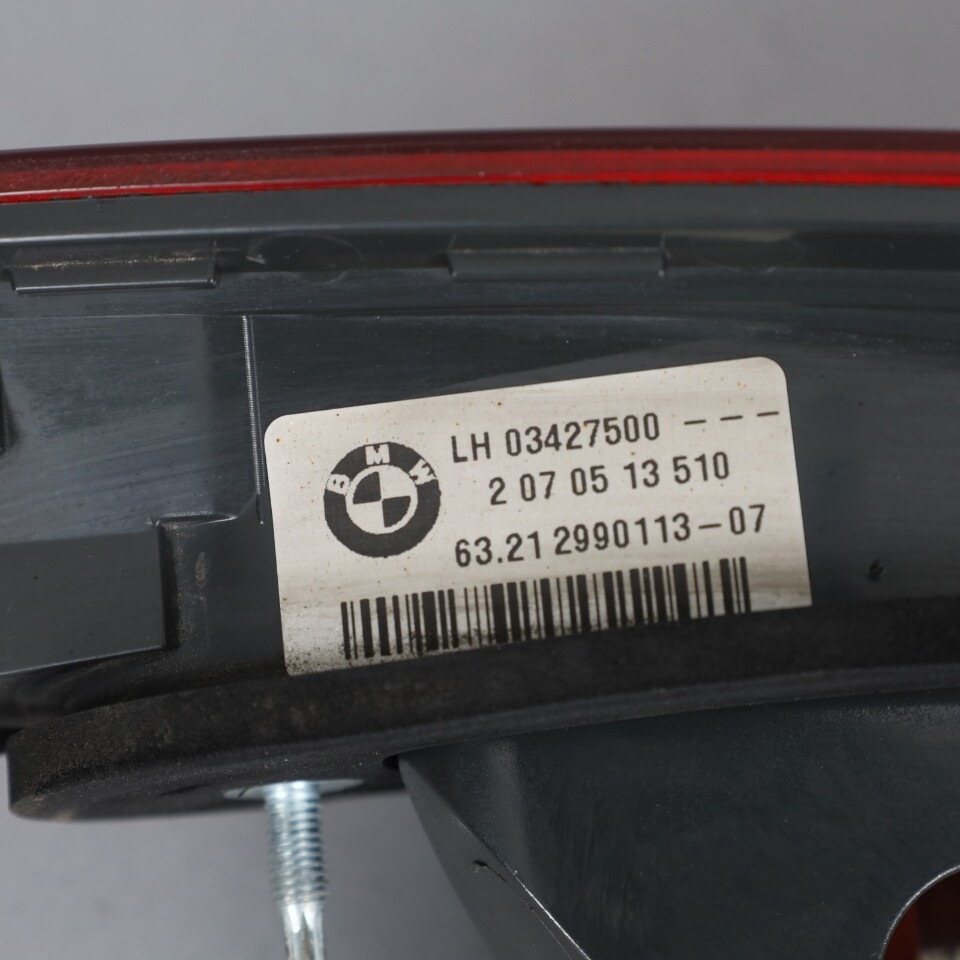 BMW
LH 03427500 ---
2 07 05 13 510
63.21 2990113-07